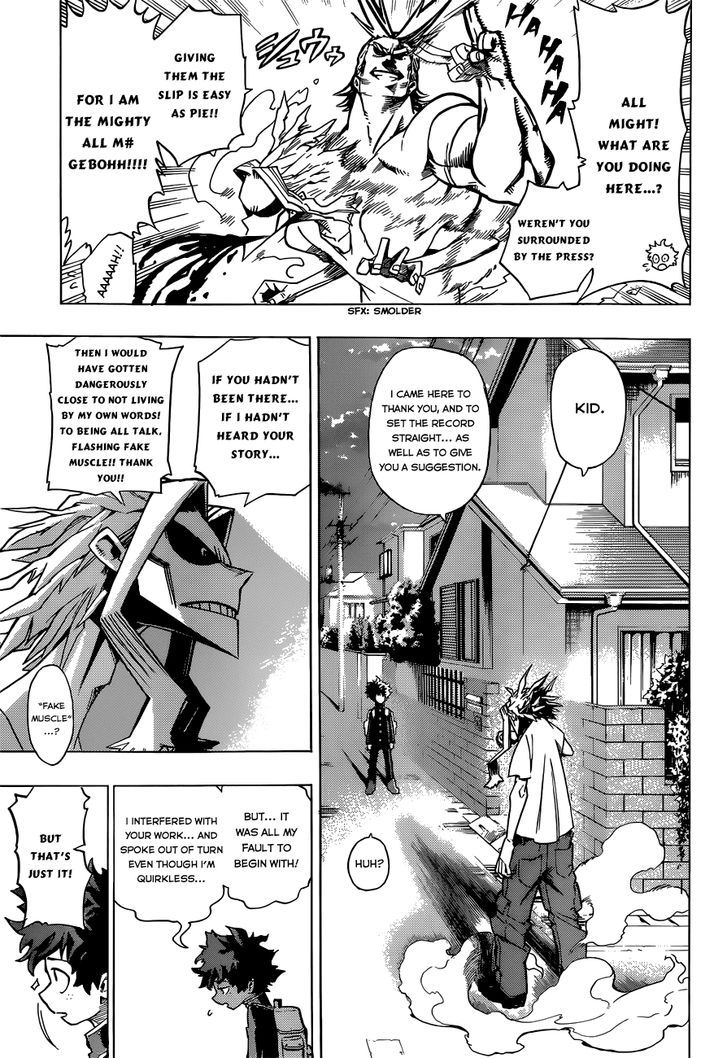 ALL
MIGHT!
WHAT ARE
YOU DOING
HERE...?
WEREN'T YOU
SURROUNDED
BY THE PRESS?
HAHAHAHA
シュウゥ
GIVING
THEM THE
SLIP IS EASY
AS PIE!!
FOR I AM
THE MIGHTY
ALL M#
GEBOHH!!!!
AAAAAH!!
SFX: SMOLDER
KID.
I CAME HERE TO
THANK YOU, AND TO
SET THE RECORD
STRAIGHT... AS
WELL AS TO GIVE
YOU A SUGGESTION.
HUH?
IF YOU HADN'T
BEEN THERE...
IF I HADN'T
HEARD YOUR
STORY...
THEN I WOULD
HAVE GOTTEN
DANGEROUSLY
CLOSE TO NOT LIVING
BY MY OWN WORDS!
TO BEING ALL TALK,
FLASHING FAKE
MUSCLE!! THANK
YOU!!
"FAKE
MUSCLE"
...?
BUT... IT
WAS ALL MY
FAULT TO
BEGIN WITH!
I INTERFERED WITH
YOUR WORK... AND
SPOKE OUT OF TURN
EVEN THOUGH I'M
QUIRKLESS...
BUT
THAT'S
JUST IT!